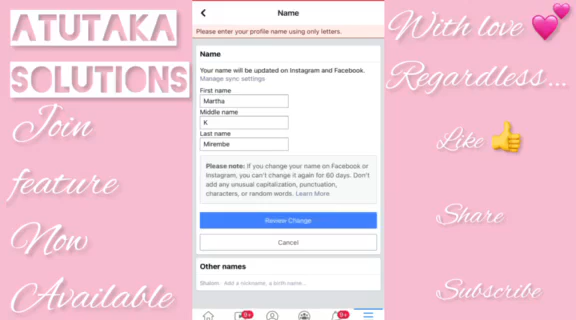 ATUTAKA
SOLUTIONS
Join
feature
Now
Available
Name
Please enter your profile name using only letters.
Name
Your name will be updated on Instagram and Facebook.
Manage sync settings
First name
Martha
Middle name
K
Last name
Mirembe
Please note: If you change your name on Facebook or
Instagram, you can't change it again for 60 days. Don't
add any unusual capitalization, punctuation,
characters, or random words. Learn More
Review Change
Cancel
Other names
Add a nickname, a birth name...
9+
9+
With love 💕
Regardless...
Like 👍
Share
Subscribe